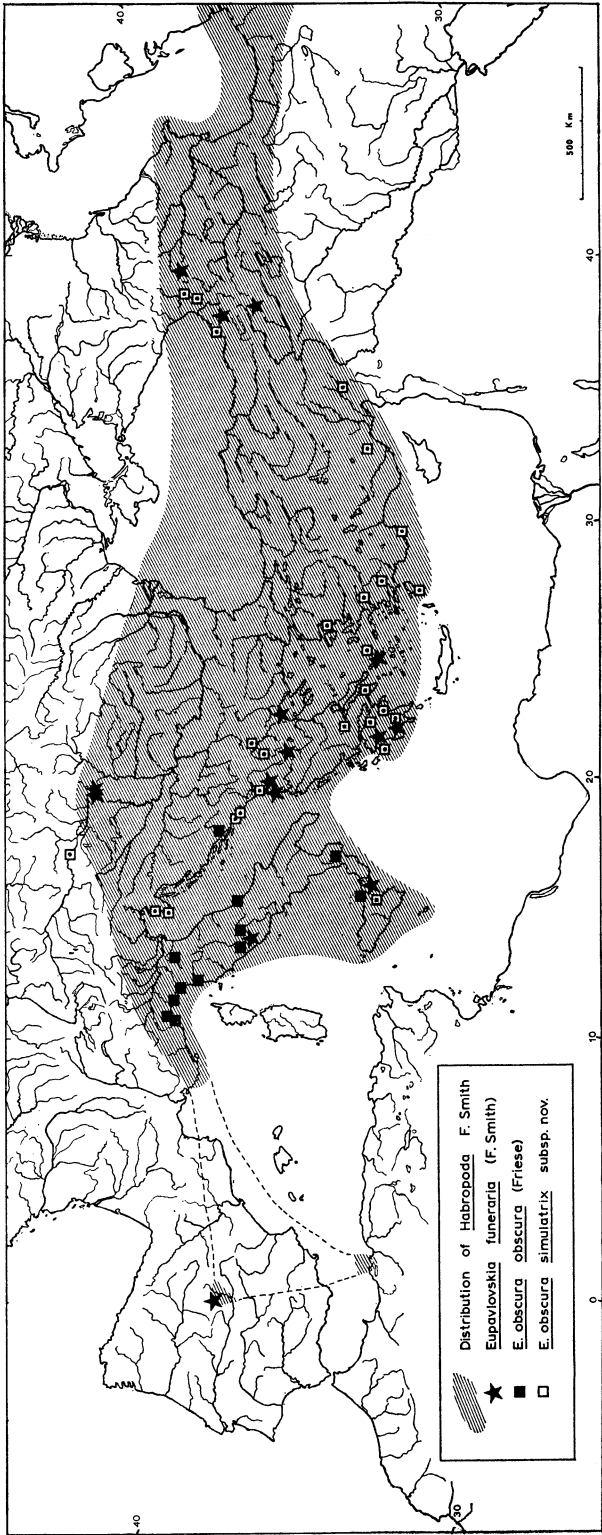 40
30
500 Km
40
30
20
10
0
40
30
Distribution of Habropoda F. Smith
Eupavlovskia funeraria (F. Smith)
E. obscura obscura (Friese)
E. obscura simulatrix subsp. nov.